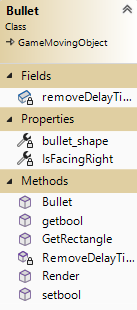 Bullet
Class
GameMovingObject
Fields
removeDelayTi...
Properties
bullet_shape
IsFacingRight
Methods
Bullet
getbool
GetRectangle
RemoveDelayTi...
Render
setbool